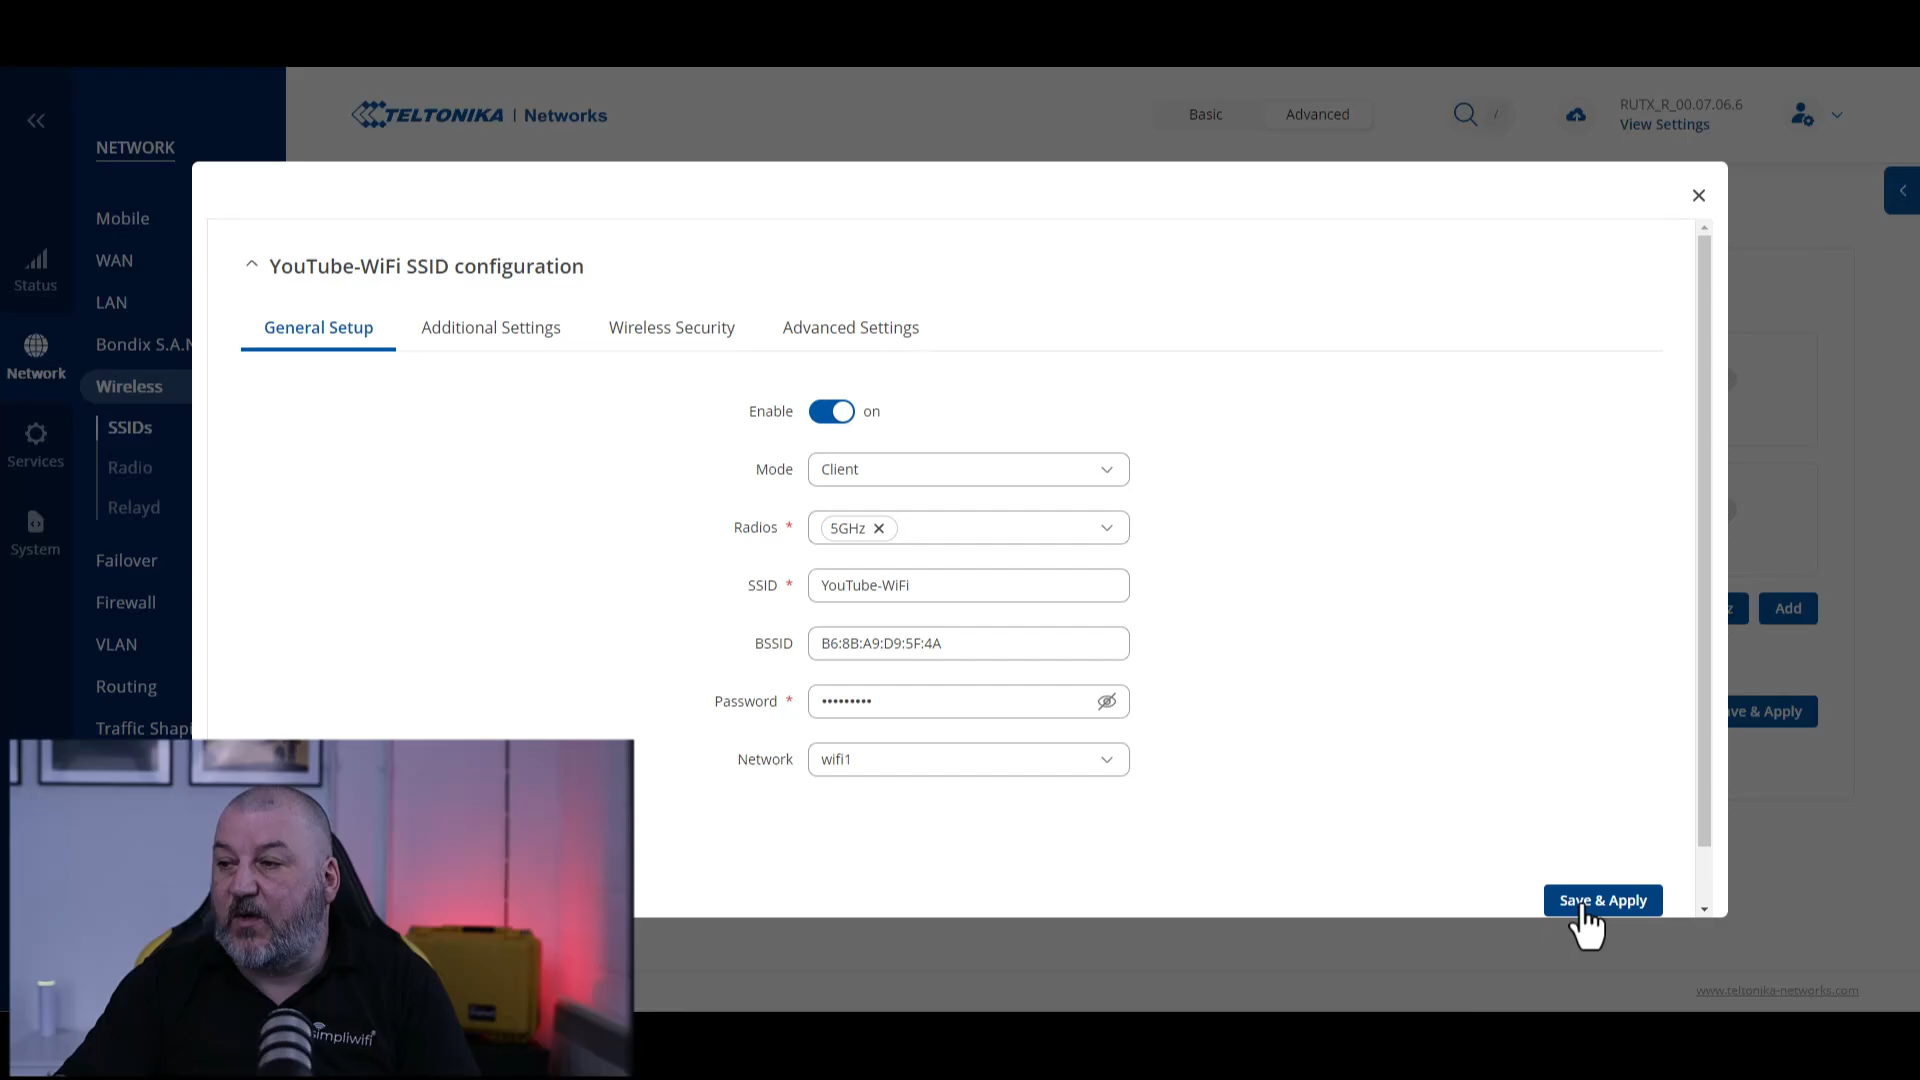 TELTONIKA | Networks
Basic
Advanced
/
RUTX_R_00.07.06.6
View Settings
NETWORK
Mobile
WAN
LAN
Bondix S.A.N
Wireless
SSIDs
Radio
Relayd
Failover
Firewall
VLAN
Routing
Traffic Shapi
Status
Network
Services
System
YouTube-WiFi SSID configuration
General Setup
Additional Settings
Wireless Security
Advanced Settings
Enable
on
Mode
Client
Radios *
5GHz
SSID *
YouTube-WiFi
BSSID
B6:8B:A9:D9:5F:4A
Password *
•••••••••
Network
wifi1
Save & Apply
z
Add
ve & Apply
www.teltonika-networks.com
simpliwifi